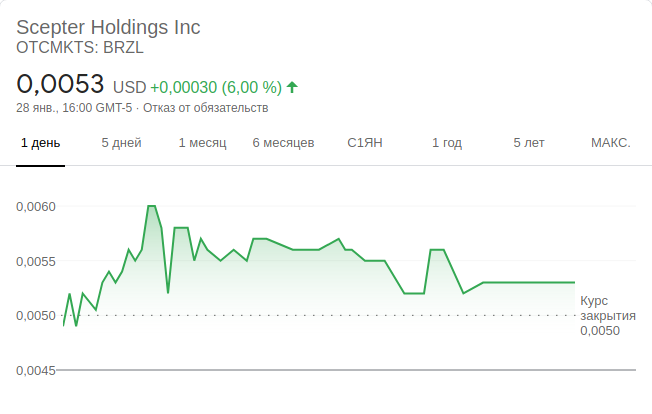 Scepter Holdings Inc
OTCMKTS: BRZL
0,0053 USD +0,00030 (6,00 %)
28 янв., 16:00 GMT-5 · Отказ от обязательств
1 день 5 дней 1 месяц 6 месяцев С1ЯН 1 год 5 лет МАКС.
0,0060
0,0055
0,0050
0,0045
Курс
закрытия
0,0050